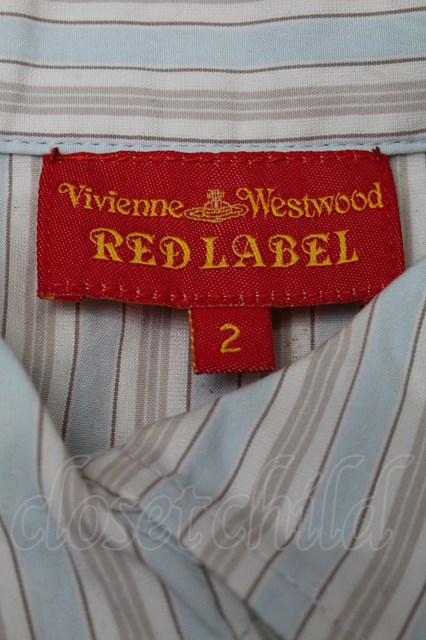 Vivienne Westwood
RED LABEL
2
closetchild